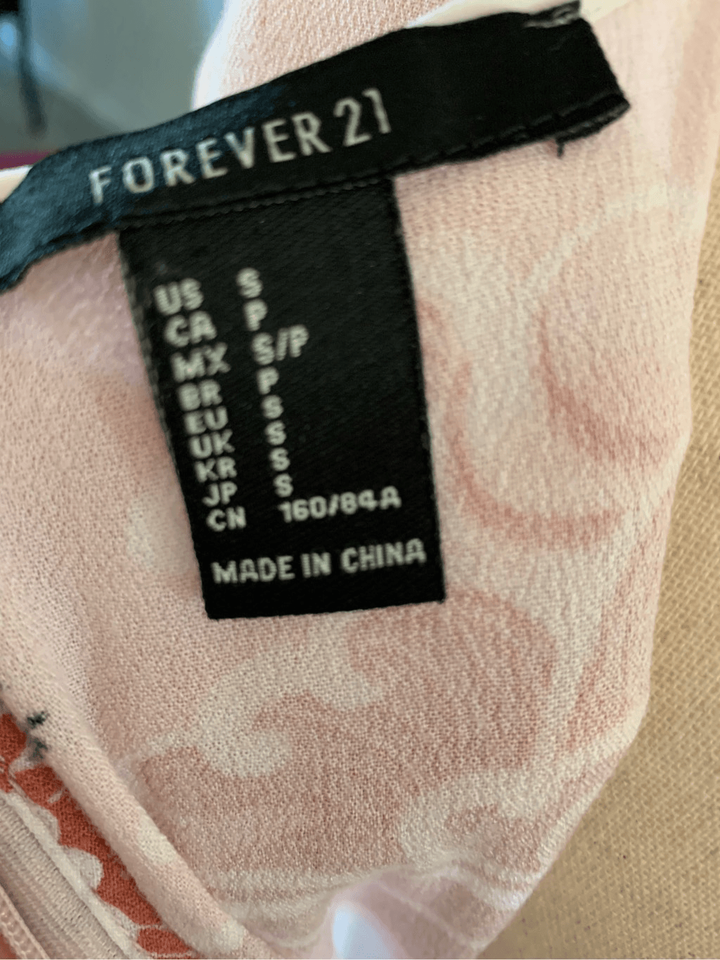 FOREVER 21
US S
CA P
MX S/P
BR P
EU S
UK S
KR S
JP S
CN 160/84A
MADE IN CHINA